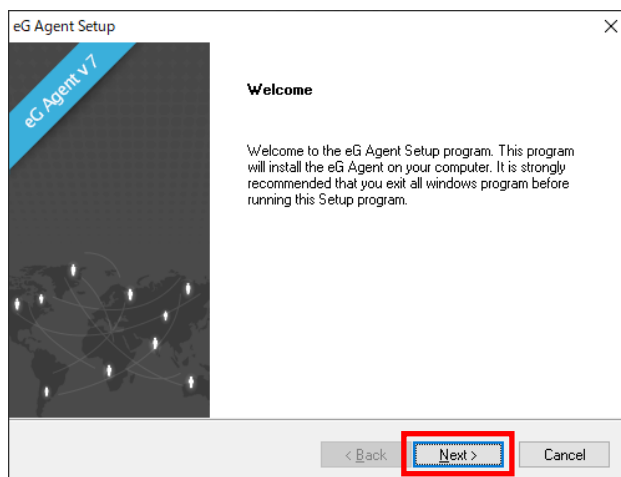 eG Agent Setup
eG Agent v 7
Welcome
Welcome to the eG Agent Setup program. This program
will install the eG Agent on your computer. It is strongly
recommended that you exit all windows program before
running this Setup program.
< Back
Next >
Cancel